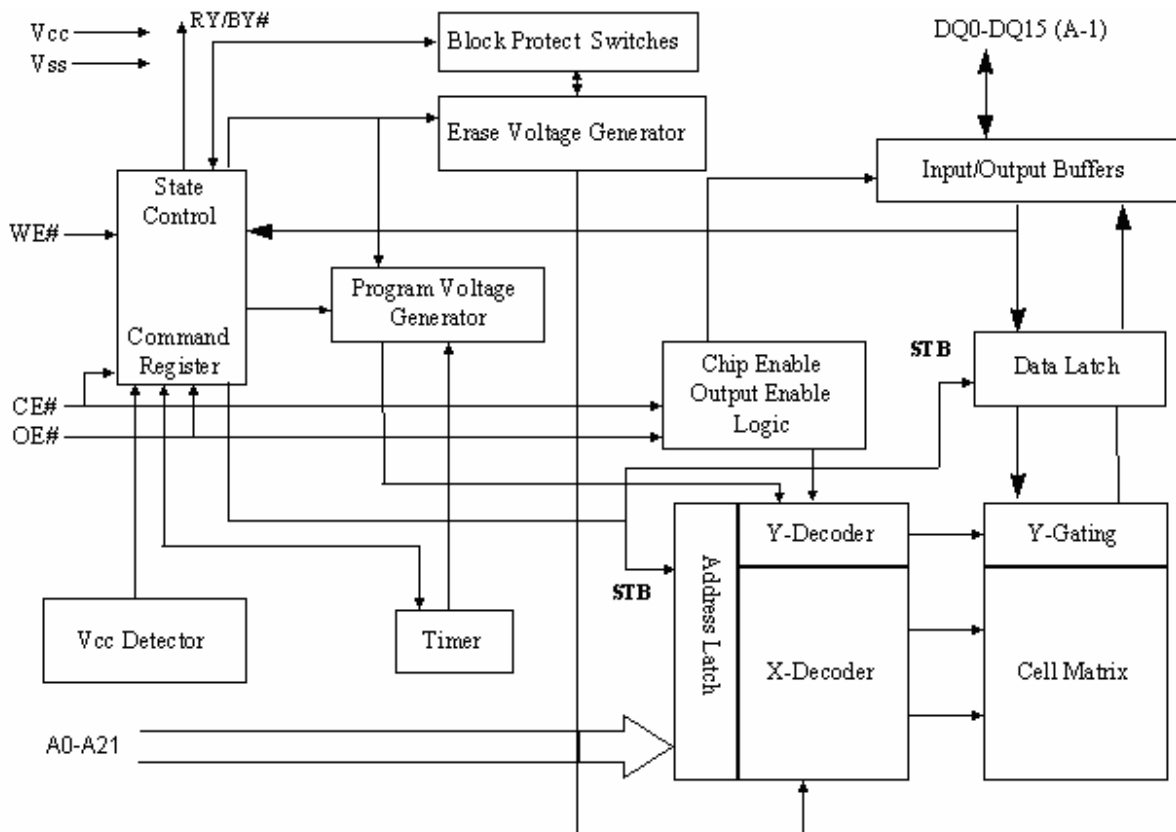 Vcc
Vss
RY/BY#
Block Protect Switches
DQ0-DQ15 (A-1)
Erase Voltage Generator
Input/Output Buffers
State
Control
WE#
Program Voltage
Generator
Command
Register
STB
Chip Enable
Output Enable
Logic
Data Latch
CE#
OE#
Address Latch
Y-Decoder
Y-Gating
STB
Vcc Detector
Timer
X-Decoder
Cell Matrix
A0-A21